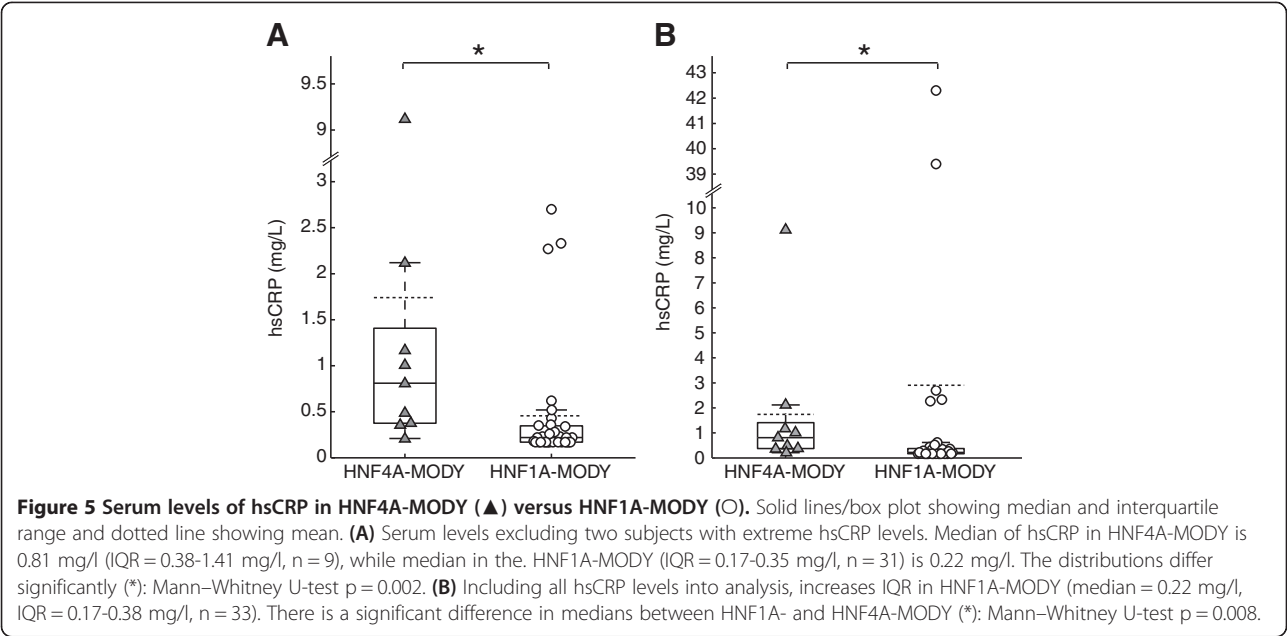 A
B
*
*
9.5
9
3
2.5
2
1.5
1
0.5
0
hsCRP (mg/L)
HNF4A-MODY
HNF1A-MODY
43
42
41
40
39
10
9
8
7
6
5
4
3
2
1
0
hsCRP (mg/L)
HNF4A-MODY
HNF1A-MODY
Figure 5 Serum levels of hsCRP in HNF4A-MODY (▲) versus HNF1A-MODY (○). Solid lines/box plot showing median and interquartile
range and dotted line showing mean. (A) Serum levels excluding two subjects with extreme hsCRP levels. Median of hsCRP in HNF4A-MODY is
0.81 mg/l (IQR = 0.38-1.41 mg/l, n = 9), while median in the. HNF1A-MODY (IQR = 0.17-0.35 mg/l, n = 31) is 0.22 mg/l. The distributions differ
significantly (*): Mann–Whitney U-test p = 0.002. (B) Including all hsCRP levels into analysis, increases IQR in HNF1A-MODY (median = 0.22 mg/l,
IQR = 0.17-0.38 mg/l, n = 33). There is a significant difference in medians between HNF1A- and HNF4A-MODY (*): Mann–Whitney U-test p = 0.008.